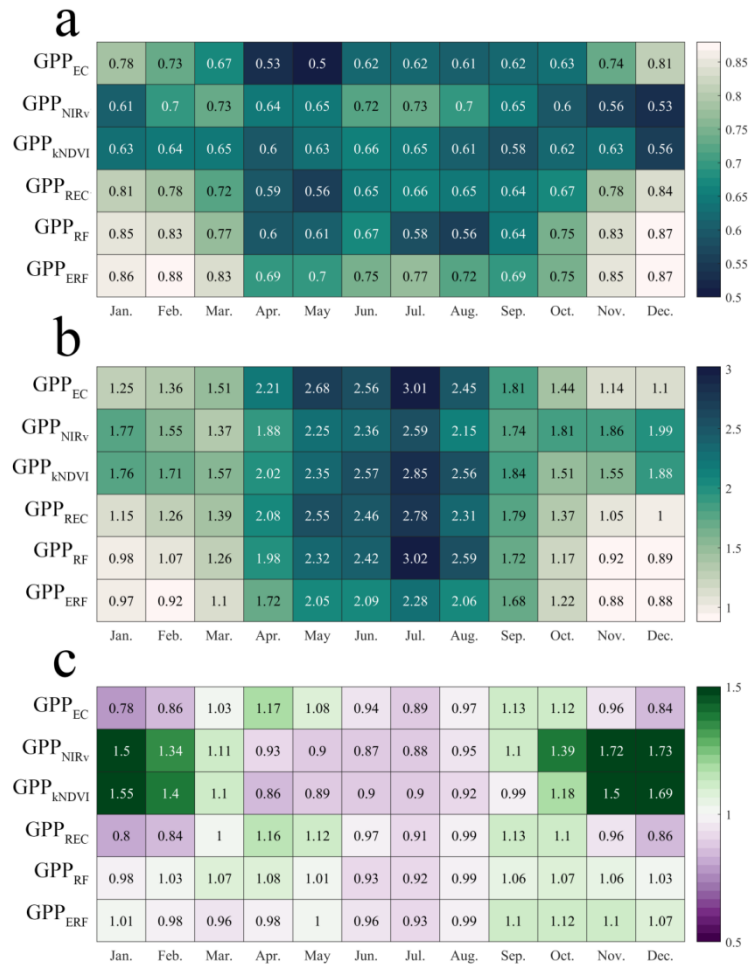 a
GPP_EC 0.78 0.73 0.67 0.53 0.5 0.62 0.62 0.61 0.62 0.63 0.74 0.81
GPP_NIRv 0.61 0.7 0.73 0.64 0.65 0.72 0.73 0.7 0.65 0.6 0.56 0.53
GPP_kNDVI 0.63 0.64 0.65 0.6 0.63 0.66 0.65 0.61 0.58 0.62 0.63 0.56
GPP_REC 0.81 0.78 0.72 0.59 0.56 0.65 0.66 0.65 0.64 0.67 0.78 0.84
GPP_RF 0.85 0.83 0.77 0.6 0.61 0.67 0.58 0.56 0.64 0.75 0.83 0.87
GPP_ERF 0.86 0.88 0.83 0.69 0.7 0.75 0.77 0.72 0.69 0.75 0.85 0.87
Jan. Feb. Mar. Apr. May Jun. Jul. Aug. Sep. Oct. Nov. Dec.
0.85
0.8
0.75
0.7
0.65
0.6
0.55
0.5
b
GPP_EC 1.25 1.36 1.51 2.21 2.68 2.56 3.01 2.45 1.81 1.44 1.14 1.1
GPP_NIRv 1.77 1.55 1.37 1.88 2.25 2.36 2.59 2.15 1.74 1.81 1.86 1.99
GPP_kNDVI 1.76 1.71 1.57 2.02 2.35 2.57 2.85 2.56 1.84 1.51 1.55 1.88
GPP_REC 1.15 1.26 1.39 2.08 2.55 2.46 2.78 2.31 1.79 1.37 1.05 1
GPP_RF 0.98 1.07 1.26 1.98 2.32 2.42 3.02 2.59 1.72 1.17 0.92 0.89
GPP_ERF 0.97 0.92 1.1 1.72 2.05 2.09 2.28 2.06 1.68 1.22 0.88 0.88
Jan. Feb. Mar. Apr. May Jun. Jul. Aug. Sep. Oct. Nov. Dec.
3
2.5
2
1.5
1
c
GPP_EC 0.78 0.86 1.03 1.17 1.08 0.94 0.89 0.97 1.13 1.12 0.96 0.84
GPP_NIRv 1.5 1.34 1.11 0.93 0.9 0.87 0.88 0.95 1.1 1.39 1.72 1.73
GPP_kNDVI 1.55 1.4 1.1 0.86 0.89 0.9 0.9 0.92 0.99 1.18 1.5 1.69
GPP_REC 0.8 0.84 1 1.16 1.12 0.97 0.91 0.99 1.13 1.1 0.96 0.86
GPP_RF 0.98 1.03 1.07 1.08 1.01 0.93 0.92 0.99 1.06 1.07 1.06 1.03
GPP_ERF 1.01 0.98 0.96 0.98 1 0.96 0.93 0.99 1.1 1.12 1.1 1.07
Jan. Feb. Mar. Apr. May Jun. Jul. Aug. Sep. Oct. Nov. Dec.
1.5
1
0.5